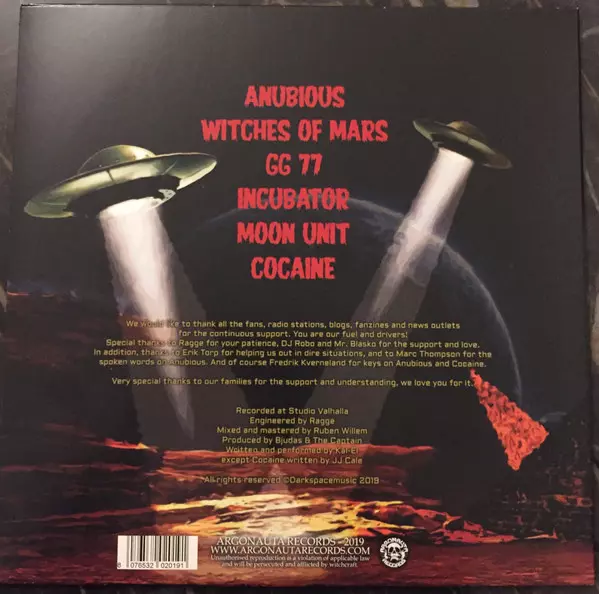 ANUBIOUS
WITCHES OF MARS
GG 77
INCUBATOR
MOON UNIT
COCAINE
We would like to thank all the fans, radio stations, blogs, fanzines and news outlets
for the continuous support. You are our fuel and drivers!
Special thanks to Ragge for your patience, DJ Robo and Mr. Blasko for the support and love.
In addition, thanks to Erik Torp for helping us out in dire situations, and to Marc Thompson for the
spoken words on Anubious. And of course Fredrik Kverneland for keys on Anubious and Cocaine.
Very special thanks to our families for the support and understanding, we love you for it.
Recorded at Studio Valhalla
Engineered by Ragge
Mixed and mastered by Ruben Willem
Produced by Bjudas & The Captain
Written and performed by Kal-El
except Cocaine written by JJ Cale
All rights reserved ©Darkspacemusic 2019
ARGONAUTA RECORDS - 2019
WWW.ARGONAUTARECORDS.COM
Unauthorised reproduction is a violation of applicable law
and will be persecuted and afflicted by witchcraft.
ARGONAUTA
RECORDS
8 076532 020191